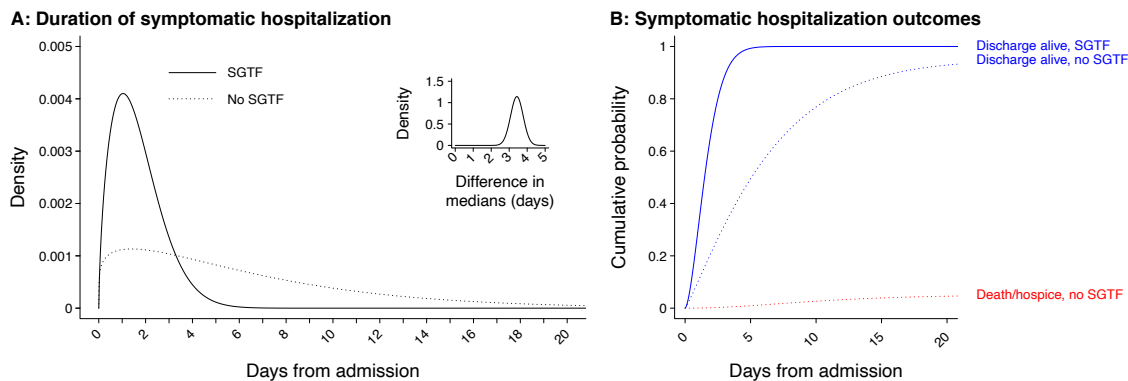 A: Duration of symptomatic hospitalization
0.005
0.004
0.003
0.002
0.001
0
Density
SGTF
No SGTF
0 2 4 6 8 10 12 14 16 18 20
Days from admission
1.5
1
0.5
0
Density
0 1 2 3 4 5
Difference in
medians (days)
B: Symptomatic hospitalization outcomes
1
0.8
0.6
0.4
0.2
0
Cumulative probability
0 5 10 15 20
Days from admission
Discharge alive, SGTF
Discharge alive, no SGTF
Death/hospice, no SGTF